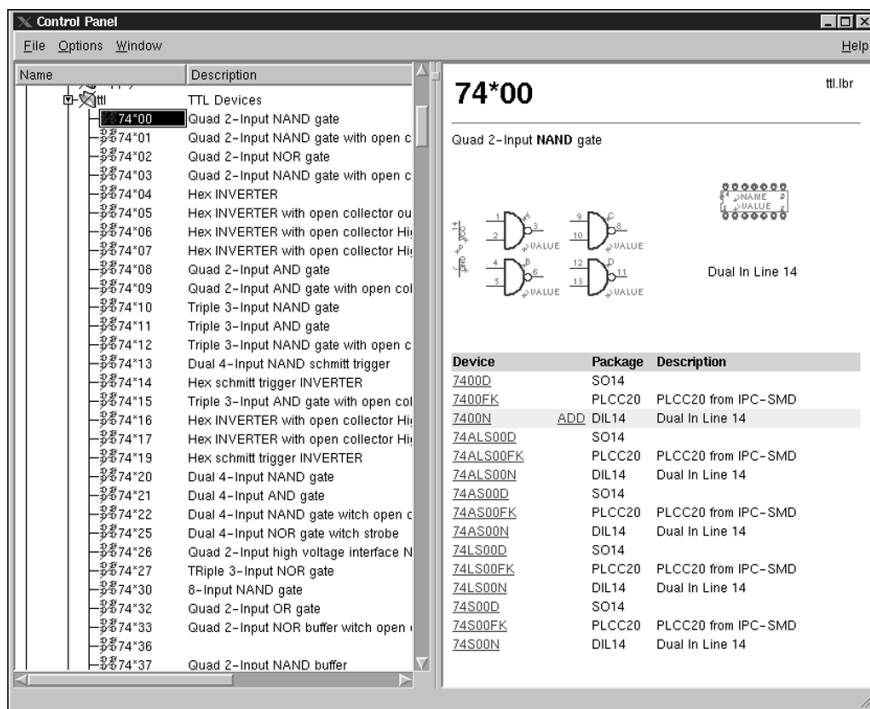 Control Panel
File Options Window Help
Name Description
ttl TTL Devices
74*00 Quad 2-Input NAND gate
74*01 Quad 2-Input NAND gate with open c
74*02 Quad 2-Input NOR gate
74*03 Quad 2-Input NAND gate with open c
74*04 Hex INVERTER
74*05 Hex INVERTER with open collector ou
74*06 Hex INVERTER with open collector Hig
74*07 Hex INVERTER with open collector Hig
74*08 Quad 2-Input AND gate
74*09 Quad 2-Input AND gate with open col
74*10 Triple 3-Input NAND gate
74*11 Triple 3-Input AND gate
74*12 Triple 3-Input NAND gate with open c
74*13 Dual 4-Input NAND schmitt trigger
74*14 Hex schmitt trigger INVERTER
74*15 Triple 3-Input AND gate with open col
74*16 Hex INVERTER with open collector Hig
74*17 Hex INVERTER with open collector Hig
74*19 Hex schmitt trigger INVERTER
74*20 Dual 4-Input NAND gate
74*21 Dual 4-Input AND gate
74*22 Dual 4-Input NAND gate witch open c
74*25 Dual 4-Input NOR gate witch strobe
74*26 Quad 2-Input high voltage interface N
74*27 TRiple 3-Input NOR gate
74*30 8-Input NAND gate
74*32 Quad 2-Input OR gate
74*33 Quad 2-Input NOR buffer witch open
74*36
74*37 Quad 2-Input NAND buffer
74*00 ttl.lbr
Quad 2-Input NAND gate
1 2 A 3 VALUE
9 10 C 8 VALUE
4 5 B 6 VALUE
12 13 D 11 VALUE
>NAME
>VALUE
Dual In Line 14
Device Package Description
7400D SO14
7400FK PLCC20 PLCC20 from IPC-SMD
7400N ADD DIL14 Dual In Line 14
74ALS00D SO14
74ALS00FK PLCC20 PLCC20 from IPC-SMD
74ALS00N DIL14 Dual In Line 14
74AS00D SO14
74AS00FK PLCC20 PLCC20 from IPC-SMD
74AS00N DIL14 Dual In Line 14
74LS00D SO14
74LS00FK PLCC20 PLCC20 from IPC-SMD
74LS00N DIL14 Dual In Line 14
74S00D SO14
74S00FK PLCC20 PLCC20 from IPC-SMD
74S00N DIL14 Dual In Line 14